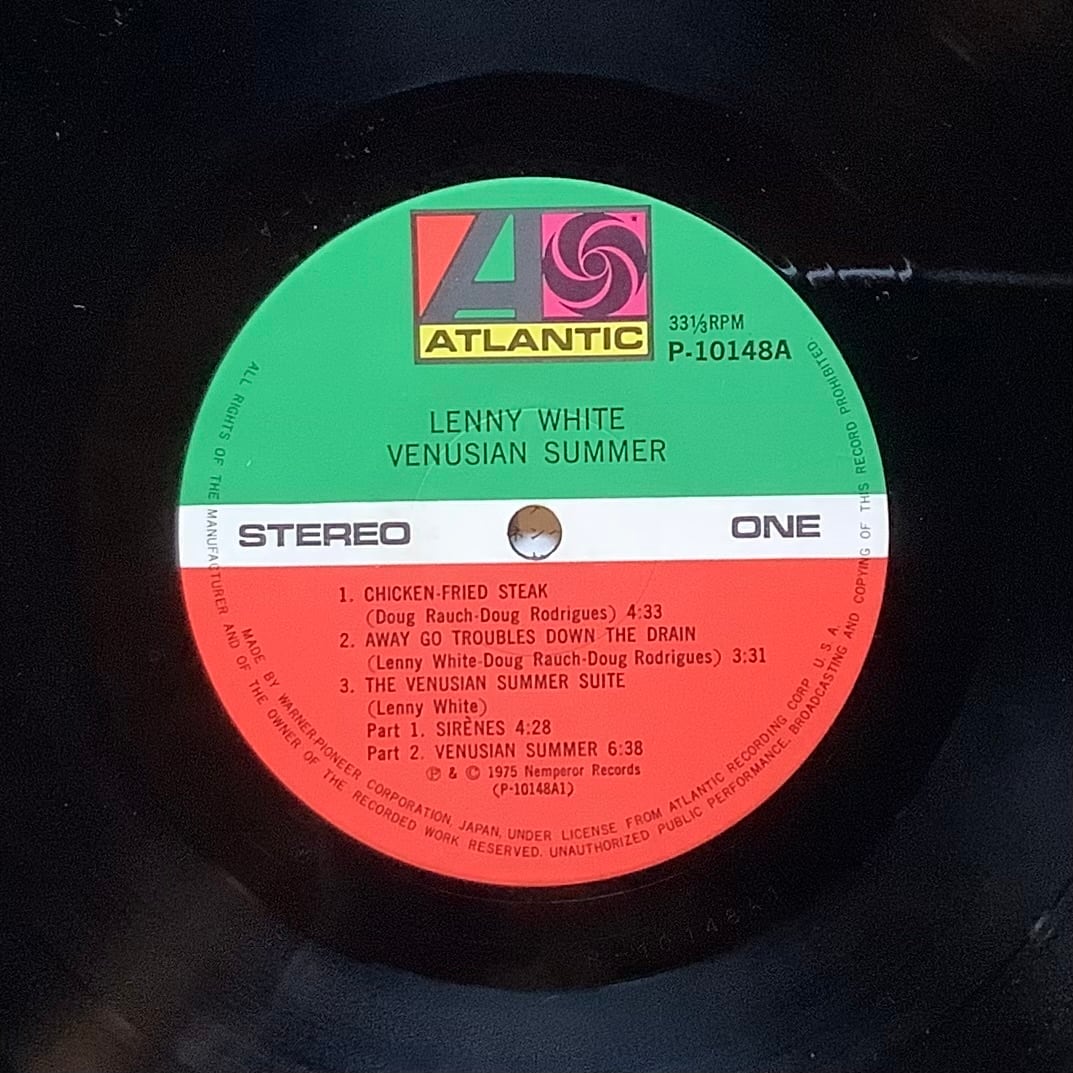 ATLANTIC
33⅓RPM
P-10148A
LENNY WHITE
VENUSIAN SUMMER
STEREO
ONE
1. CHICKEN-FRIED STEAK
(Doug Rauch-Doug Rodrigues) 4:33
2. AWAY GO TROUBLES DOWN THE DRAIN
(Lenny White-Doug Rauch-Doug Rodrigues) 3:31
3. THE VENUSIAN SUMMER SUITE
(Lenny White)
Part 1. SIRÈNES 4:28
Part 2. VENUSIAN SUMMER 6:38
℗ & © 1975 Nemperor Records
(P-10148A1)
MADE BY WARNER-PIONEER CORPORATION, JAPAN, UNDER LICENSE FROM ATLANTIC RECORDING CORP. U.S.A.
ALL RIGHTS OF THE MANUFACTURER AND OF THE OWNER OF THE RECORDED WORK RESERVED. UNAUTHORIZED PUBLIC PERFORMANCE, BROADCASTING AND COPYING OF THIS RECORD PROHIBITED.